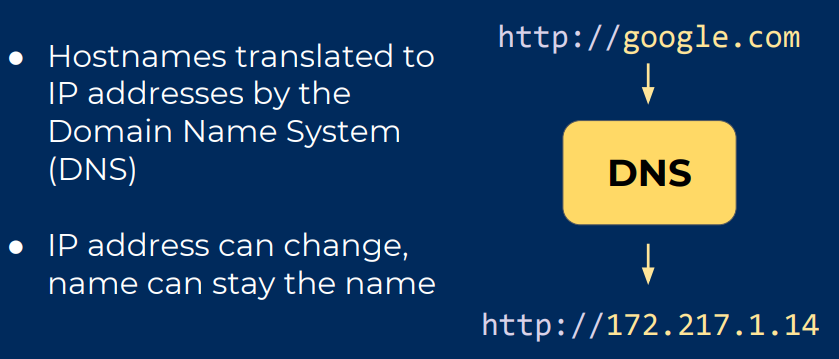 ● Hostnames translated to
IP addresses by the
Domain Name System
(DNS)
● IP address can change,
name can stay the name
http://google.com
DNS
http://172.217.1.14